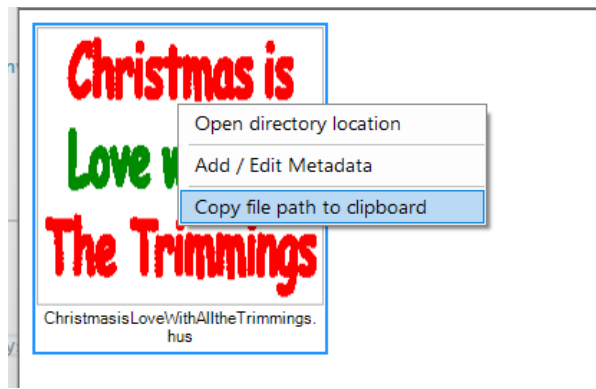 Christmas is
Love w
The Trimmings
Open directory location
Add / Edit Metadata
Copy file path to clipboard
ChristmasisLoveWithAlltheTrimmings.
hus